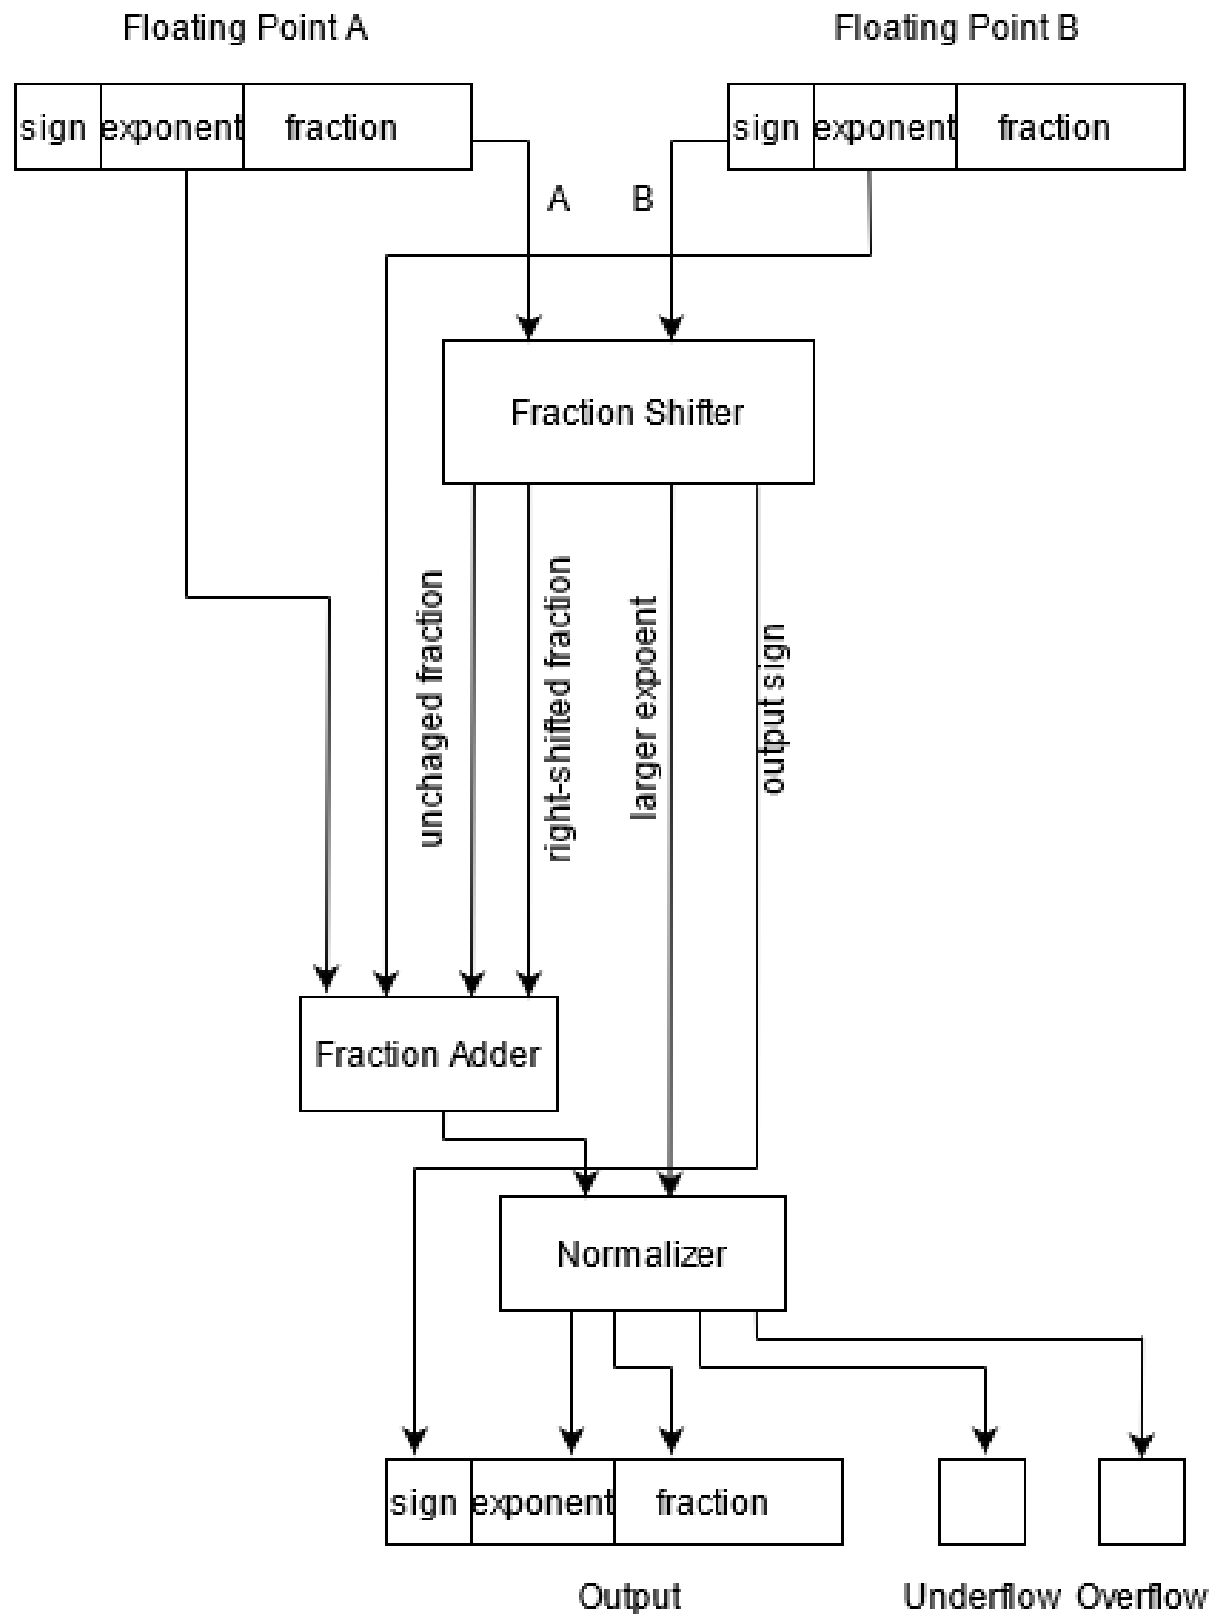 Floating Point A
Floating Point B
sign exponent fraction
sign exponent fraction
A
B
Fraction Shifter
unchaged fraction
right-shifted fraction
larger expoent
output sign
Fraction Adder
Normalizer
sign exponent fraction
Output
Underflow
Overflow